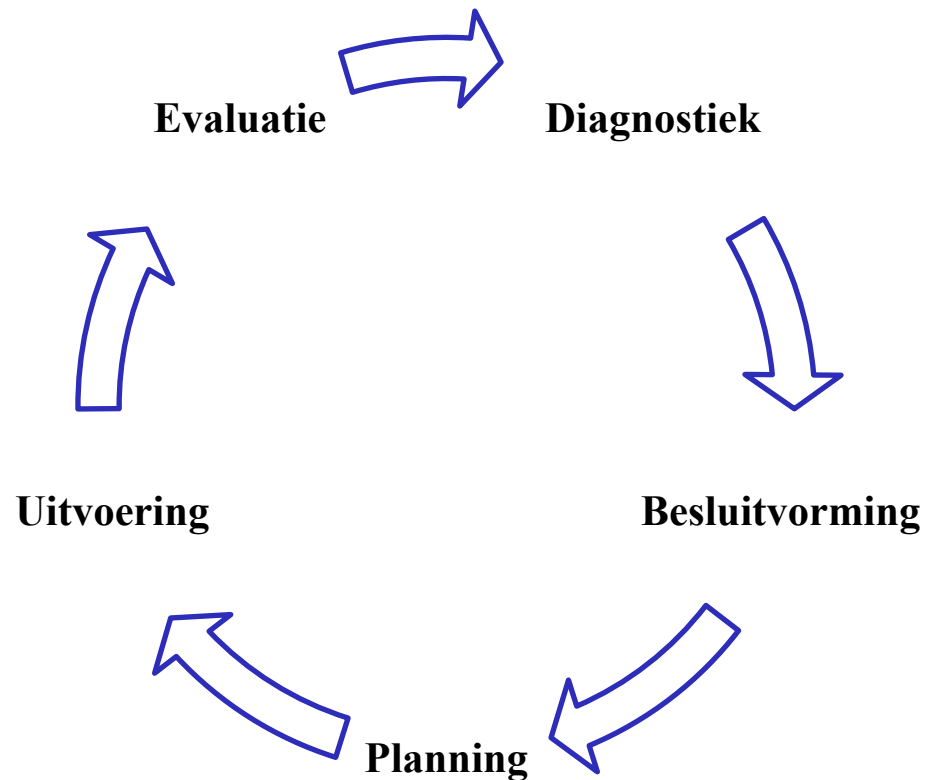 Evaluatie
Diagnostiek
Uitvoering
Besluitvorming
Planning